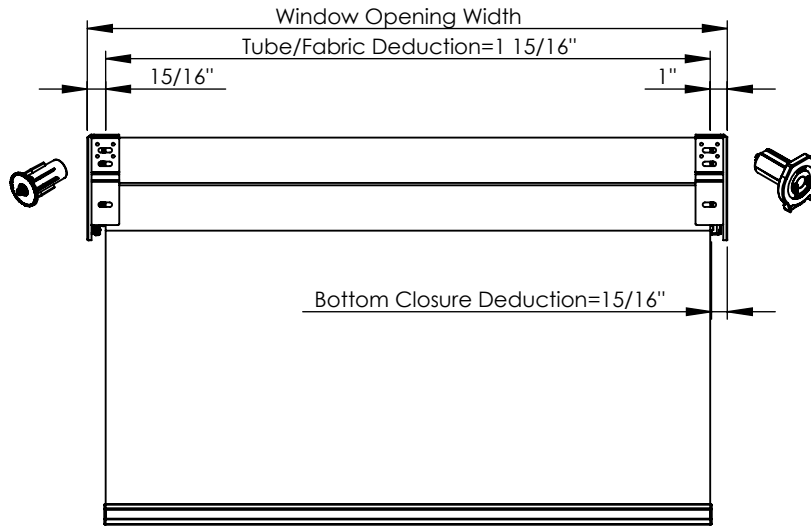 Window Opening Width
Tube/Fabric Deduction=1 15/16"
15/16"
1"
Bottom Closure Deduction=15/16"